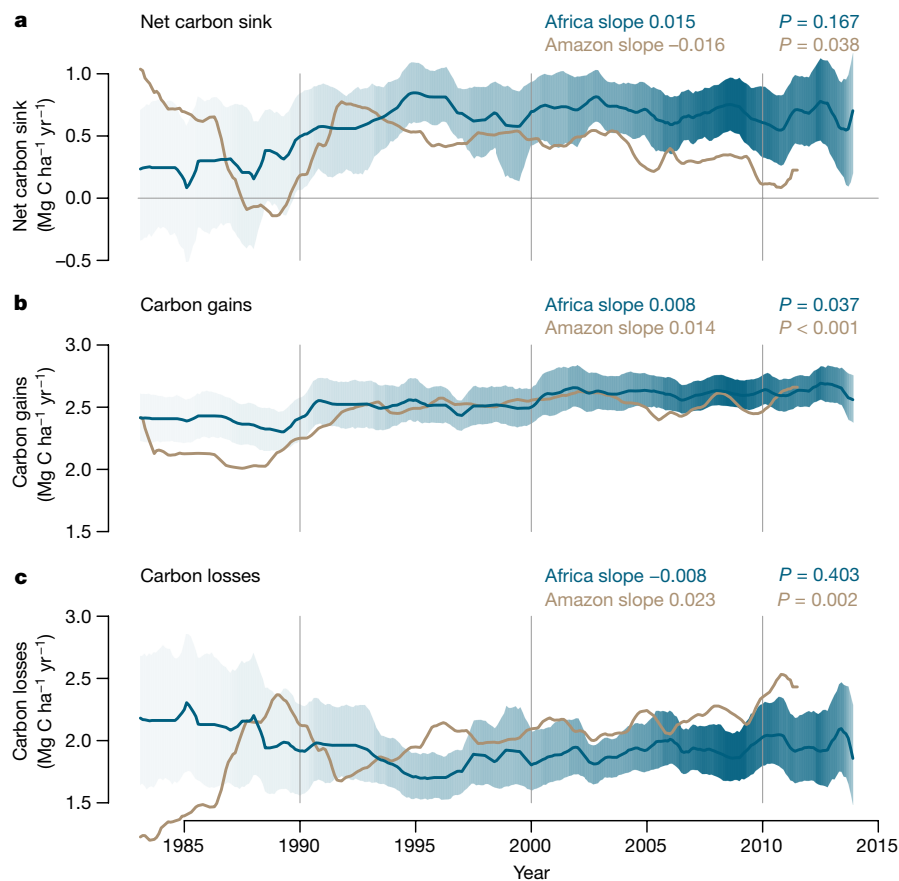 a Net carbon sink Africa slope 0.015 P = 0.167
Amazon slope –0.016 P = 0.038
1.0
0.5
0.0
–0.5
Net carbon sink
(Mg C ha⁻¹ yr⁻¹)
b Carbon gains Africa slope 0.008 P = 0.037
Amazon slope 0.014 P < 0.001
3.0
2.5
2.0
1.5
Carbon gains
(Mg C ha⁻¹ yr⁻¹)
c Carbon losses Africa slope –0.008 P = 0.403
Amazon slope 0.023 P = 0.002
3.0
2.5
2.0
1.5
Carbon losses
(Mg C ha⁻¹ yr⁻¹)
1985 1990 1995 2000 2005 2010 2015
Year